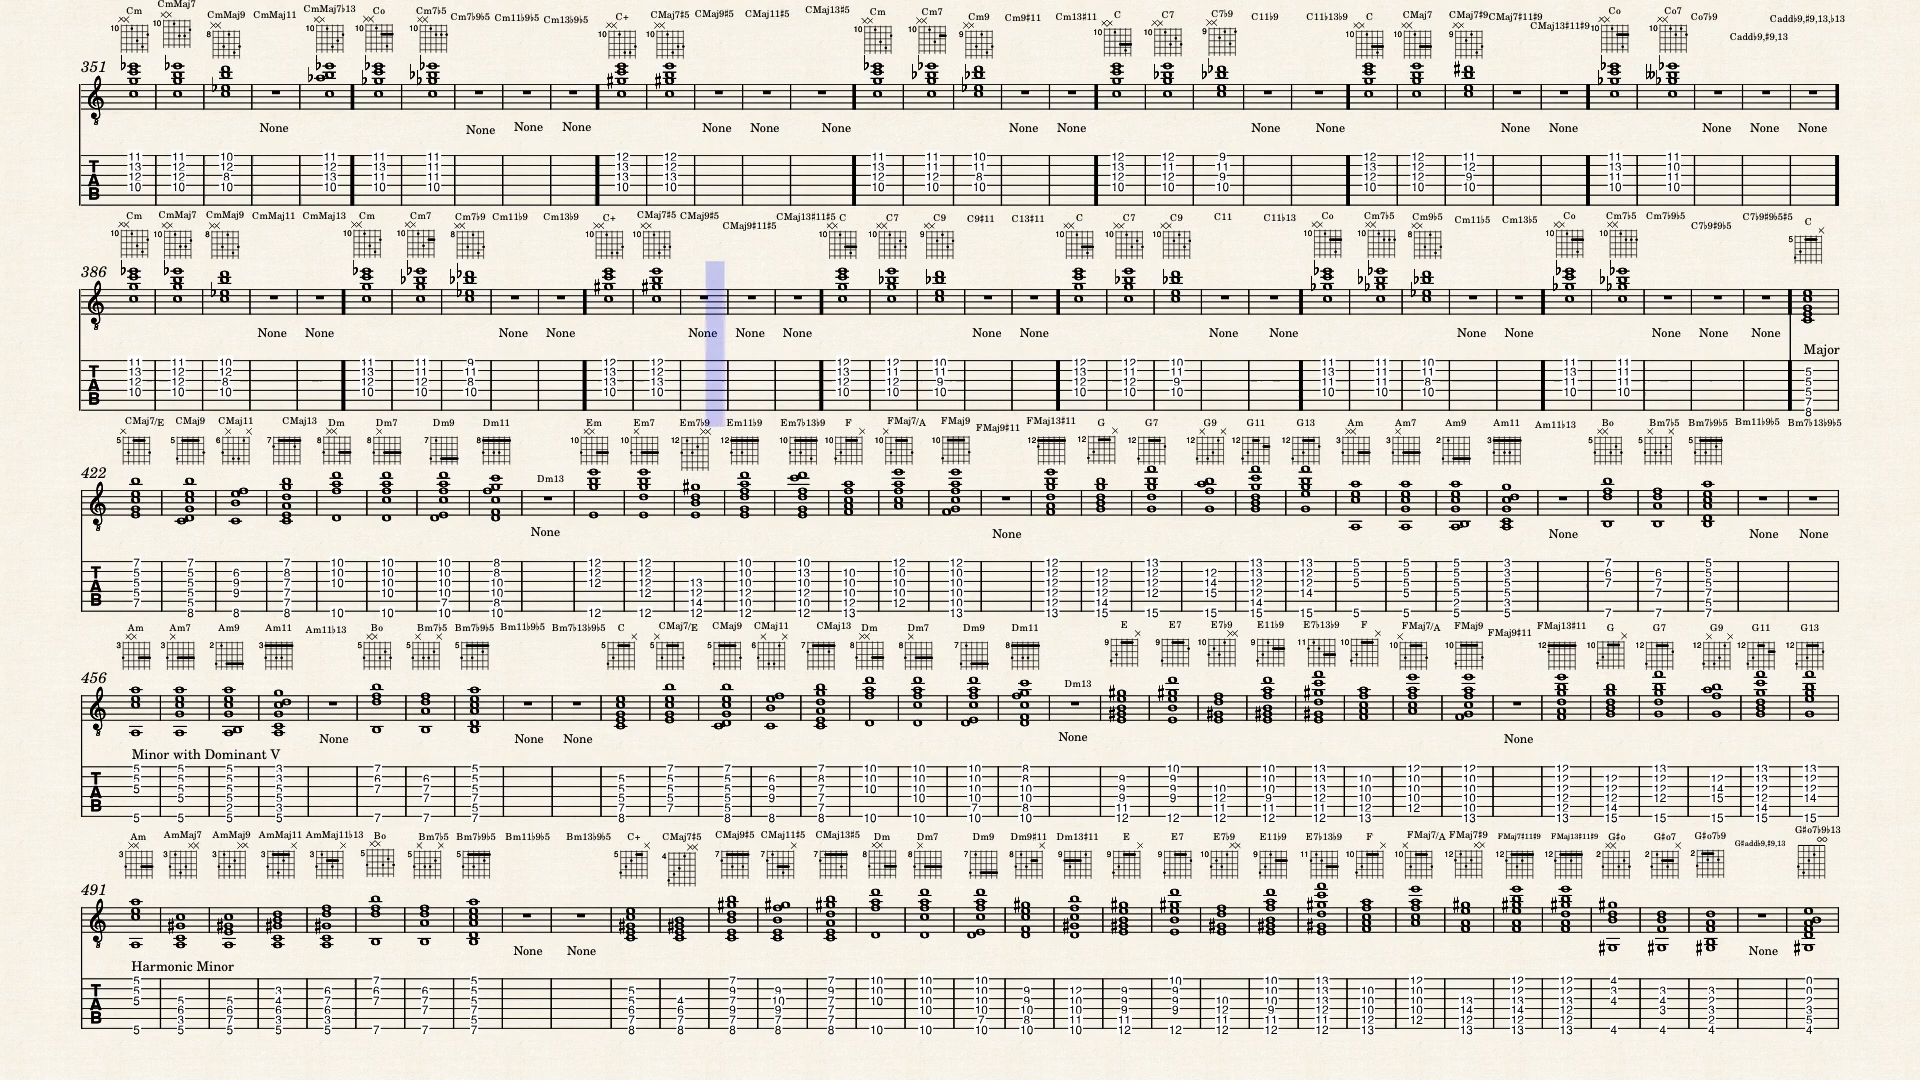 Cm CmMaj7 CmMaj9 CmMaj11 CmMaj7♭13 Co Cm7♭5 Cm7♭9♭5 Cm11♭9♭5 Cm13♭9♭5 C+ CMaj7♯5 CMaj9♯5 CMaj11♯5 CMaj13♯5 Cm Cm7 Cm9 Cm9♯11 Cm13♯11 C C7 C7♭9 C11♭9 C11♭13♭9 C CMaj7 CMaj7♯9 CMaj7♯11♯9 CMaj13♯11♯9 Co Co7 Co7♭9 Cadd♭9,♯9,13 Cadd♭9,♯9,13,♭13
351
None None None None None None None None None None None None None None None None None
Cm CmMaj7 CmMaj9 CmMaj11 CmMaj13 Cm Cm7 Cm7♭9 Cm11♭9 Cm13♭9 C+ CMaj7♯5 CMaj9♯5 CMaj9♯11♯5 CMaj13♯11♯5 C C7 C9 C9♯11 C13♯11 C C7 C9 C11 C11♭13 Co Cm7♭5 Cm9♭5 Cm11♭5 Cm13♭5 Co Cm7♭5 Cm7♭9♭5 C7♭9♯9♭5 C7♭9♯9♭5♯5 C
386
None None None None None None None None None None None None None None None None
Major
CMaj7/E CMaj9 CMaj11 CMaj13 Dm Dm7 Dm9 Dm11 Dm13 Em Em7 Em7♭9 Em11♭9 Em7♭13♭9 F FMaj7/A FMaj9 FMaj9♯11 FMaj13♯11 G G7 G9 G11 G13 Am Am7 Am9 Am11 Am11♭13 Bo Bm7♭5 Bm7♭9♭5 Bm11♭9♭5 Bm7♭13♭9♭5
422
None None None None None
Am Am7 Am9 Am11 Am11♭13 Bo Bm7♭5 Bm7♭9♭5 Bm11♭9♭5 Bm7♭13♭9♭5 C CMaj7/E CMaj9 CMaj11 CMaj13 Dm Dm7 Dm9 Dm11 Dm13 E E7 E7♭9 E11♭9 E7♭13♭9 F FMaj7/A FMaj9 FMaj9♯11 FMaj13♯11 G G7 G9 G11 G13
456
None None None None None
Minor with Dominant V
Am AmMaj7 AmMaj9 AmMaj11 AmMaj11♭13 Bo Bm7♭5 Bm7♭9♭5 Bm11♭9♭5 Bm13♭9♭5 C+ CMaj7♯5 CMaj9♯5 CMaj11♯5 CMaj13♯5 Dm Dm7 Dm9 Dm9♯11 Dm13♯11 E E7 E7♭9 E11♭9 E7♭13♭9 F FMaj7/A FMaj7♯9 FMaj7♯11♯9 FMaj13♯11♯9 G♯o G♯o7 G♯o7♭9 G♯add♭9,♯9,13 G♯o7♭9♭13
491
None None None
Harmonic Minor